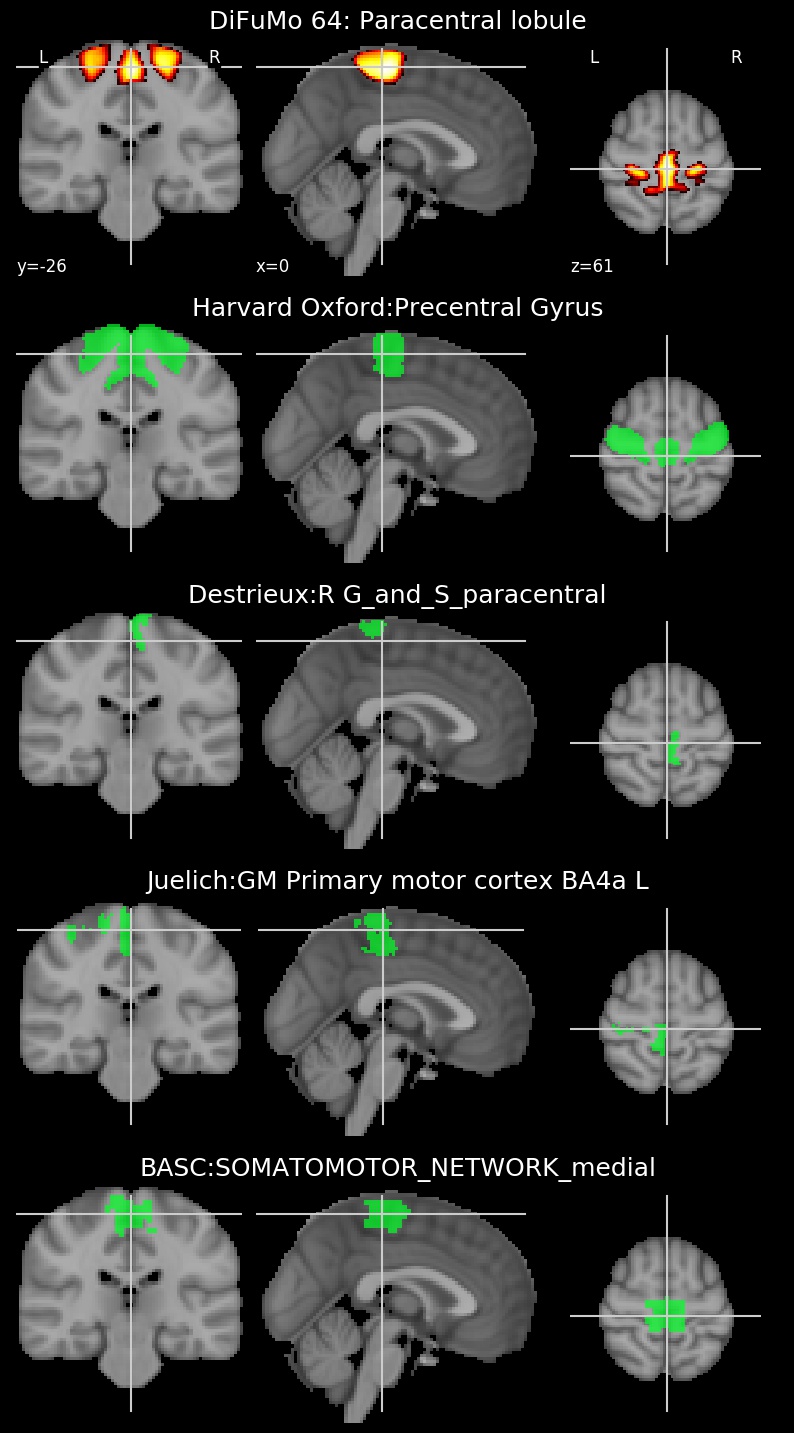 DiFuMo 64: Paracentral lobule
L R L R
y=-26 x=0 z=61
Harvard Oxford:Precentral Gyrus
Destrieux:R G_and_S_paracentral
Juelich:GM Primary motor cortex BA4a L
BASC:SOMATOMOTOR_NETWORK_medial